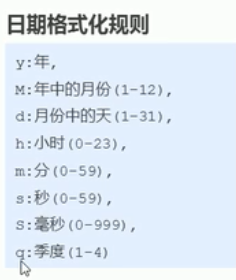 日期格式化规则
y:年,
M:年中的月份(1-12),
d:月份中的天(1-31),
h:小时(0-23),
m:分(0-59),
s:秒(0-59),
S:毫秒(0-999),
q:季度(1-4)